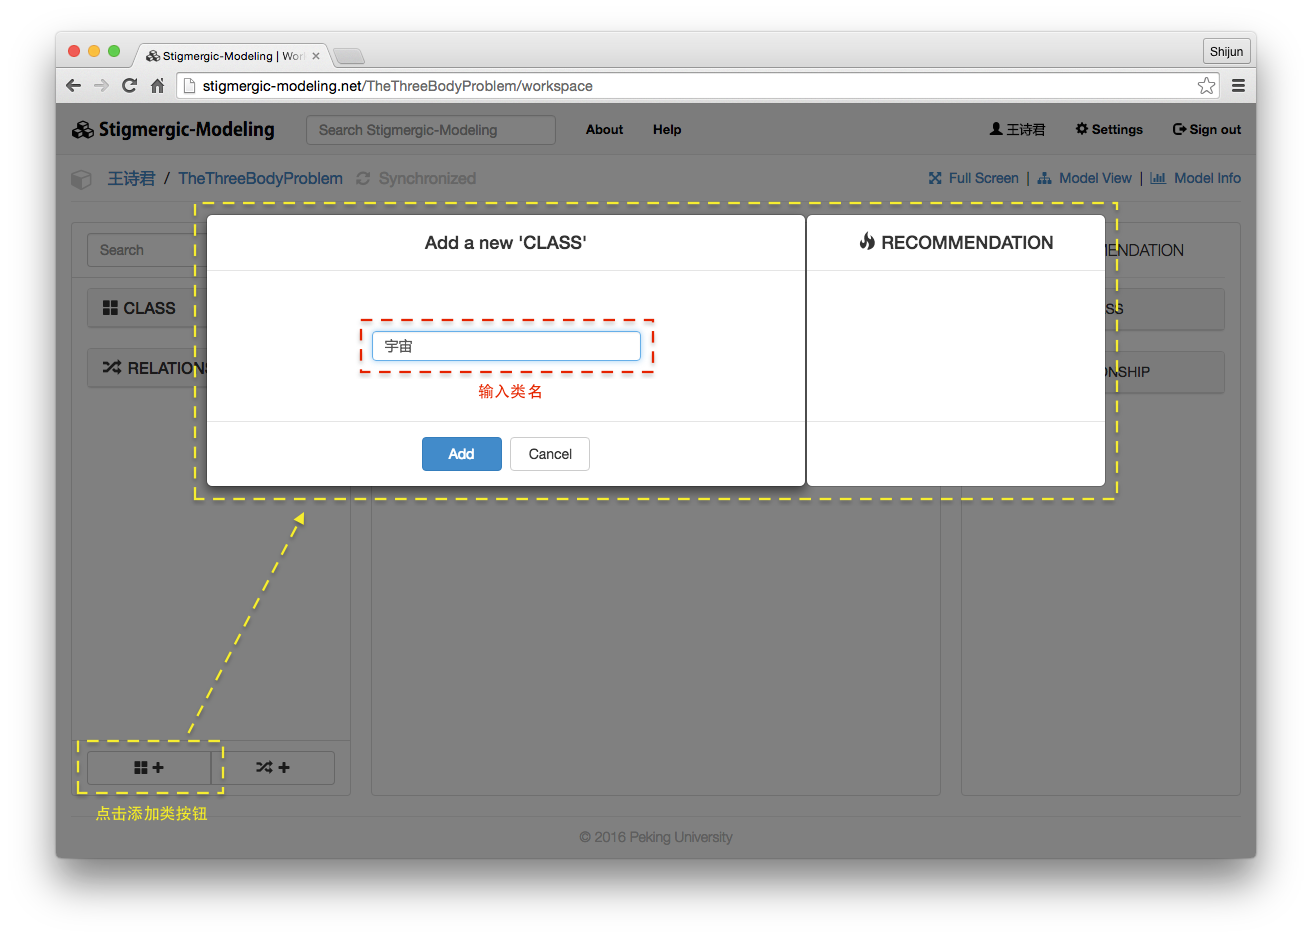 Stigmergic-Modeling | Wor
Shijun
stigmergic-modeling.net/TheThreeBodyProblem/workspace
Stigmergic-Modeling
Search Stigmergic-Modeling
About
Help
王诗君
Settings
Sign out
王诗君 / TheThreeBodyProblem
Synchronized
Full Screen | Model View | Model Info
Search
Add a new 'CLASS'
RECOMMENDATION
ENDATION
CLASS
SS
宇宙
RELATIONS
ONSHIP
输入类名
Add
Cancel
点击添加类按钮
© 2016 Peking University